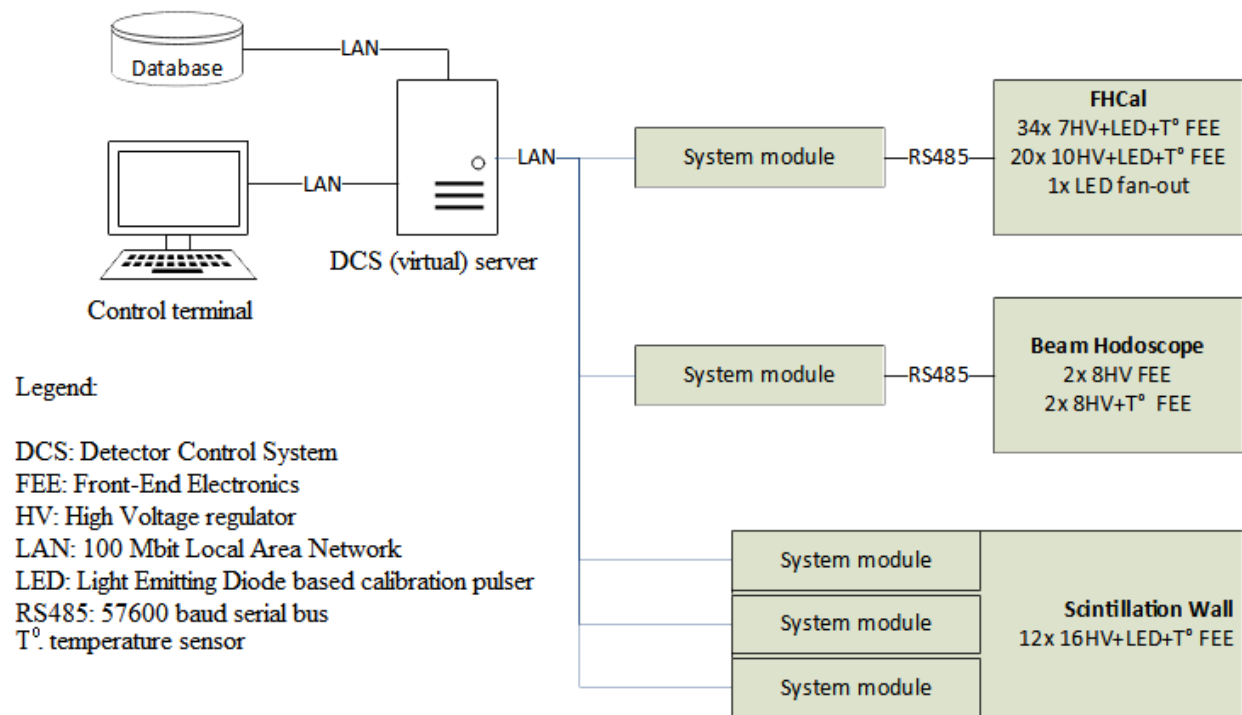 Database
LAN
LAN
Control terminal
DCS (virtual) server
LAN
System module
RS485
FHCal
34x 7HV+LED+T° FEE
20x 10HV+LED+T° FEE
1x LED fan-out
System module
RS485
Beam Hodoscope
2x 8HV FEE
2x 8HV+T° FEE
System module
System module
System module
Scintillation Wall
12x 16HV+LED+T° FEE
Legend:
DCS: Detector Control System
FEE: Front-End Electronics
HV: High Voltage regulator
LAN: 100 Mbit Local Area Network
LED: Light Emitting Diode based calibration pulser
RS485: 57600 baud serial bus
T⁰. temperature sensor